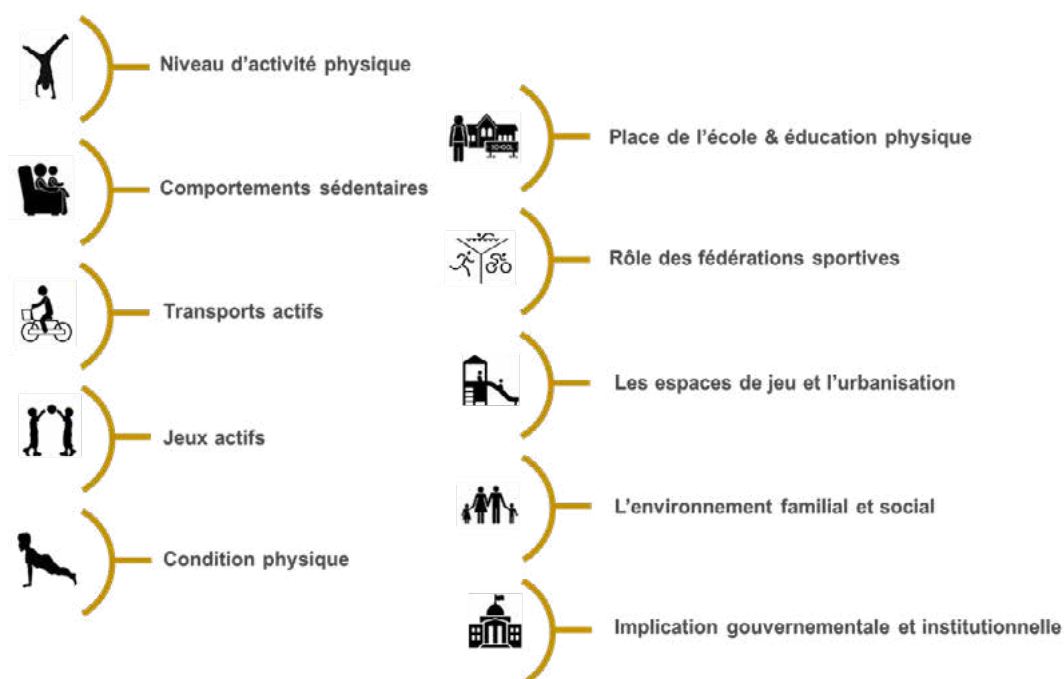 Niveau d'activité physique
Comportements sédentaires
Transports actifs
Jeux actifs
Condition physique
Place de l'école & éducation physique
SCHOOL
Rôle des fédérations sportives
Les espaces de jeu et l'urbanisation
L'environnement familial et social
Implication gouvernementale et institutionnelle